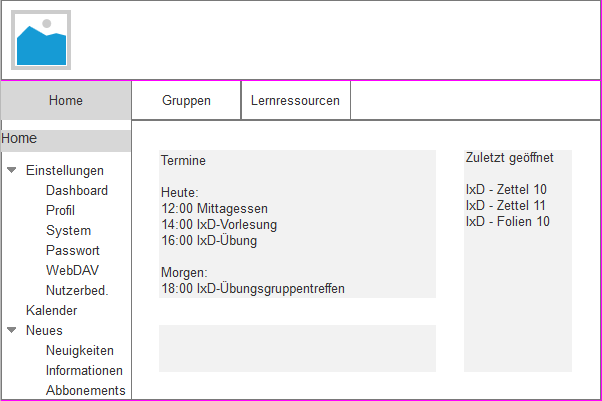 Home
Gruppen
Lernressourcen
Home
Einstellungen
Dashboard
Profil
System
Passwort
WebDAV
Nutzerbed.
Kalender
Neues
Neuigkeiten
Informationen
Abbonements
Termine
Heute:
12:00 Mittagessen
14:00 IxD-Vorlesung
16:00 IxD-Übung
Morgen:
18:00 IxD-Übungsgruppentreffen
Zuletzt geöffnt
IxD - Zettel 10
IxD - Zettel 11
IxD - Folien 10